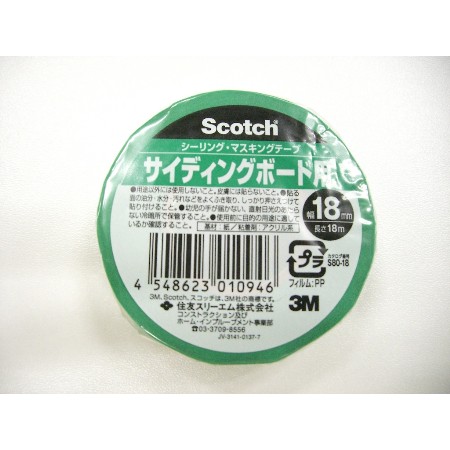 Scotch®
シーリング・マスキングテープ
サイディングボード用
●用途以外には使用しないこと。皮膚には貼らないこと。●貼る
面の油分・水分・汚れなどをよくふき取り、しっかり押さえつけて
貼り付けること。●幼児の手が届かない、直射日光のあたら
ない冷暗所で保管すること。●使用前に目的の用途に適して
いるか確認すること。
基材 紙/粘着剤 アクリル系
幅18mm
長さ18m
4 548623 010946
プラ
カタログ番号
S80-18
フィルム:PP
3M
3M、Scotch、スコッチは、3M社の商標です。
住友スリーエム株式会社
コンストラクション及び
ホーム・インプルーブメント事業部
☎03-3709-8556
JV-3141-0137-7